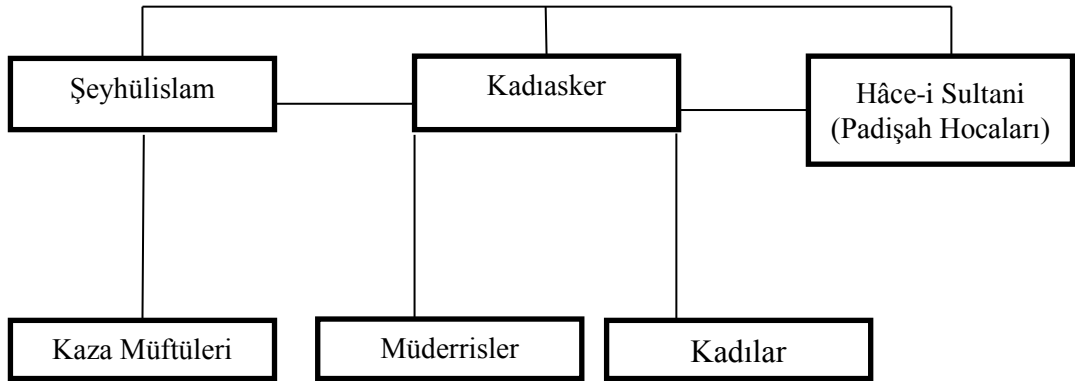 Şeyhülislam
Kadıasker
Hâce-i Sultani
(Padişah Hocaları)
Kaza Müftüleri
Müderrisler
Kadılar